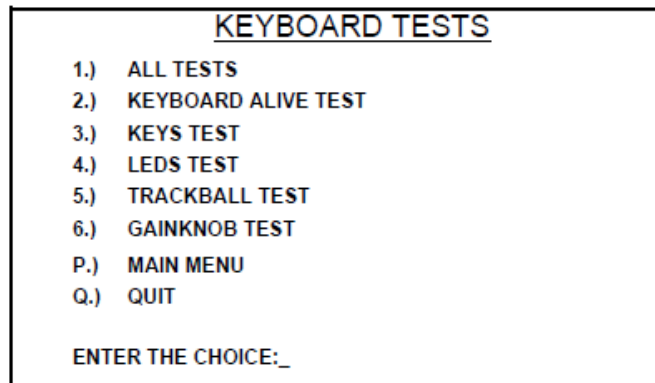 KEYBOARD TESTS
1.) ALL TESTS
2.) KEYBOARD ALIVE TEST
3.) KEYS TEST
4.) LEDS TEST
5.) TRACKBALL TEST
6.) GAINKNOB TEST
P.) MAIN MENU
Q.) QUIT
ENTER THE CHOICE:_